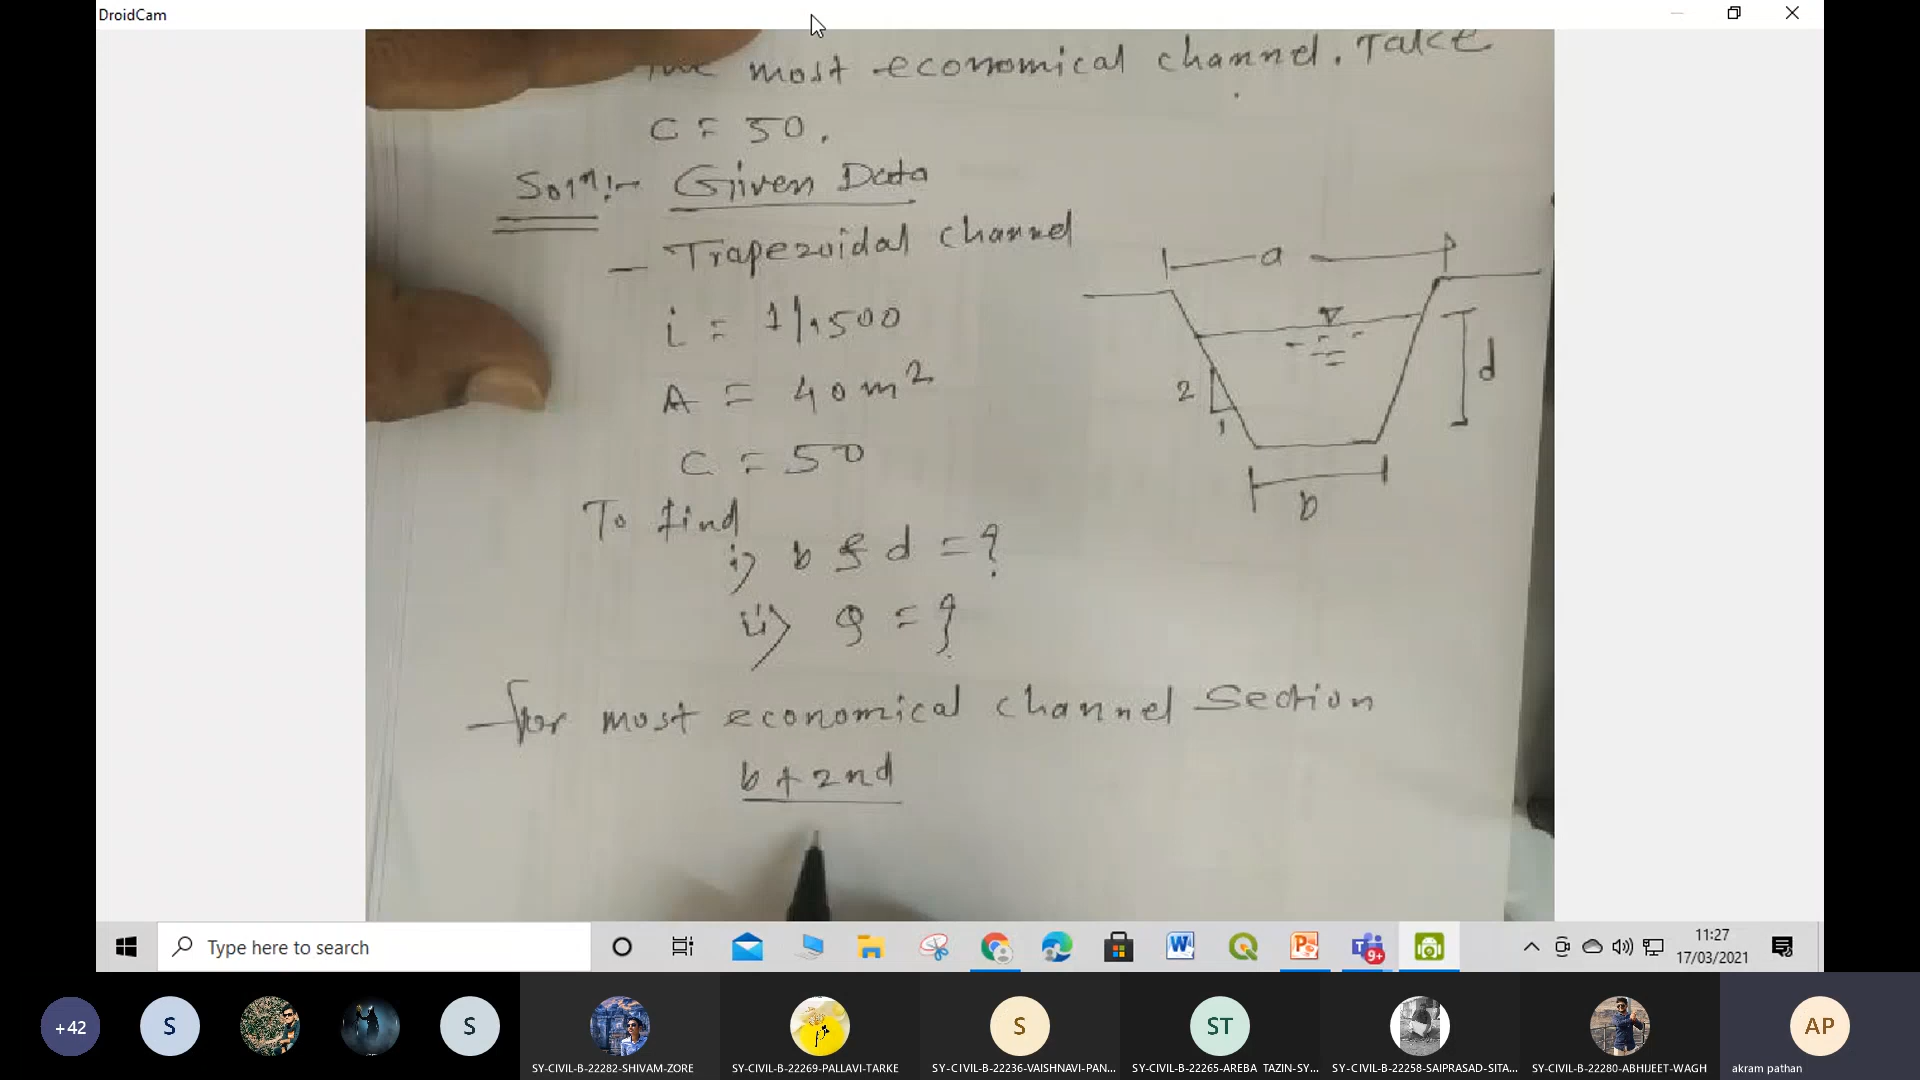 DroidCam
most economical channel. Take
C = 50.
Soln:- Given Data
- Trapezoidal channel
i = 1/1500
A = 40 m²
C = 50
a
d
2
1
b
To find
i) b & d = ?
ii) Q = ?
- for most economical channel section
b + 2nd
Type here to search
9+
11:27
17/03/2021
+42
S
S
S
ST
AP
SY-CIVIL-B-22282-SHIVAM-ZORE
SY-CIVIL-B-22269-PALLAVI-TARKE
SY-CIVIL-B-22236-VAISHNAVI-PAN...
SY-CIVIL-B-22265-AREBA TAZIN-SY...
SY-CIVIL-B-22258-SAIPRASAD-SITA...
SY-CIVIL-B-22280-ABHIJEET-WAGH
akram pathan